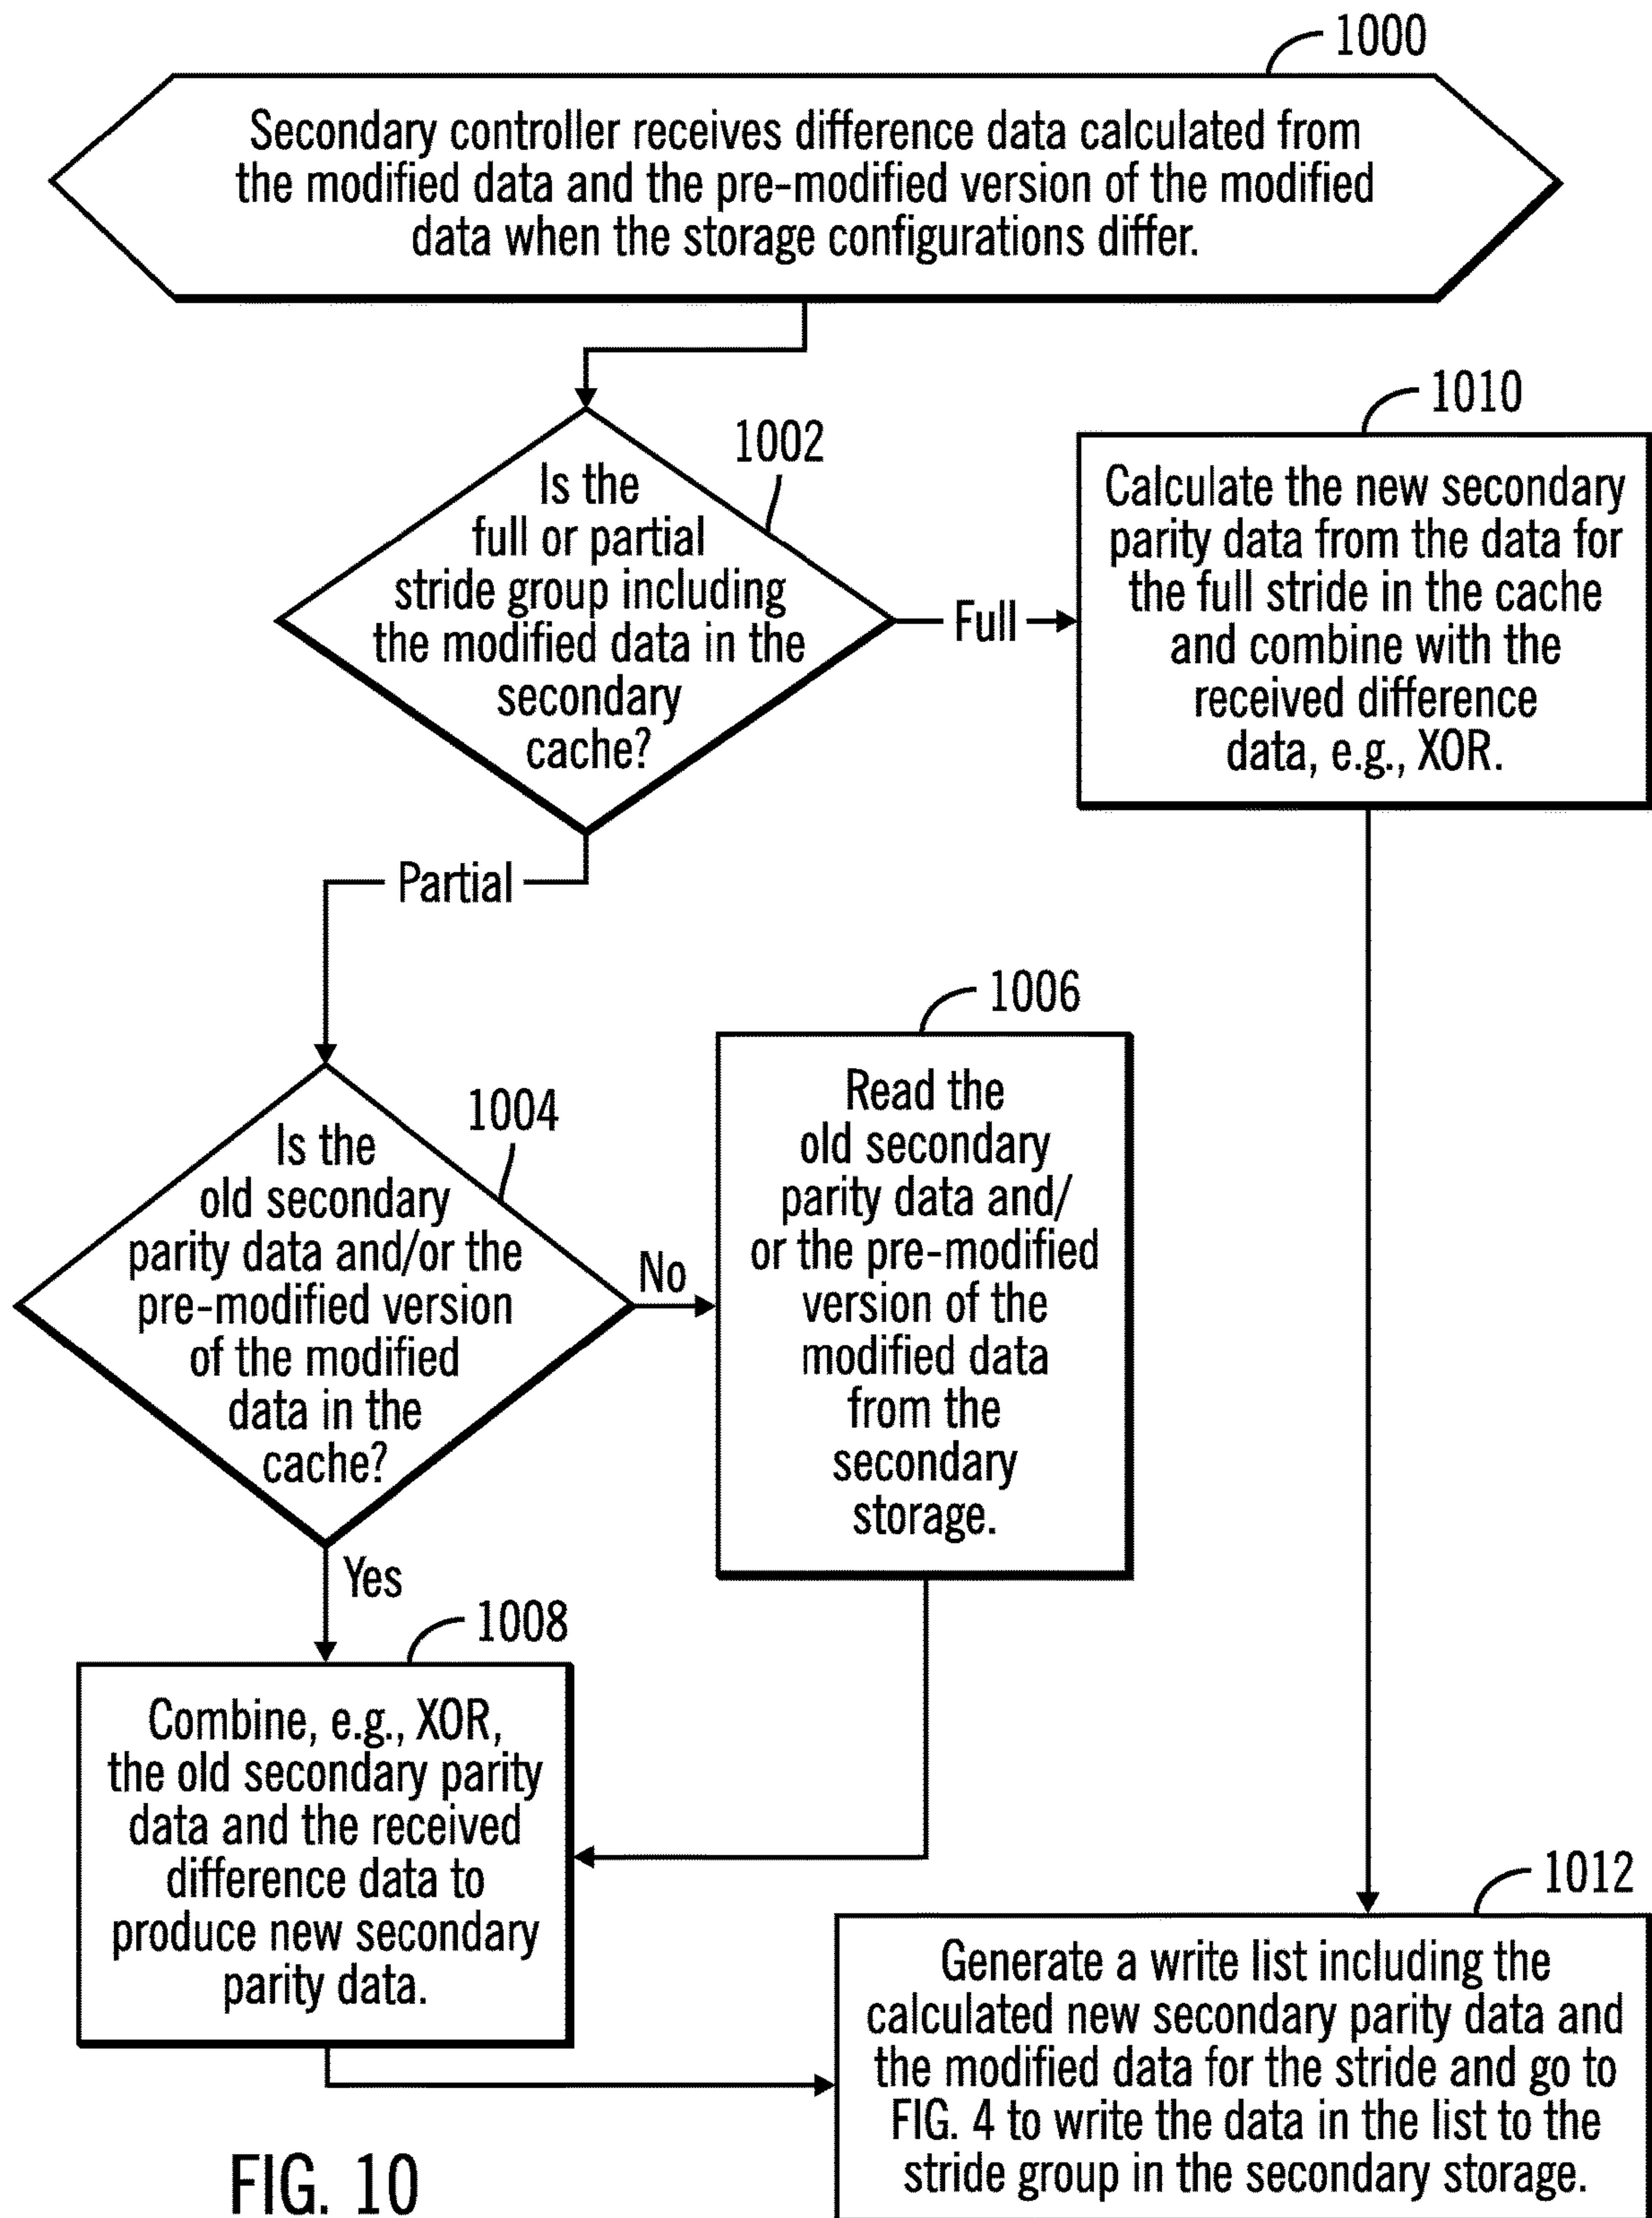 1000
Secondary controller receives difference data calculated from
the modified data and the pre-modified version of the modified
data when the storage configurations differ.
1002
Is the
full or partial
stride group including
the modified data in the
secondary
cache?
Full
1010
Calculate the new secondary
parity data from the data for
the full stride in the cache
and combine with the
received difference
data, e.g., XOR.
Partial
1004
Is the
old secondary
parity data and/or the
pre-modified version
of the modified
data in the
cache?
No
Yes
1006
Read the
old secondary
parity data and/
or the pre-modified
version of the
modified data
from the
secondary
storage.
1008
Combine, e.g., XOR,
the old secondary parity
data and the received
difference data to
produce new secondary
parity data.
1012
Generate a write list including the
calculated new secondary parity data and
the modified data for the stride and go to
FIG. 4 to write the data in the list to the
stride group in the secondary storage.
FIG. 10